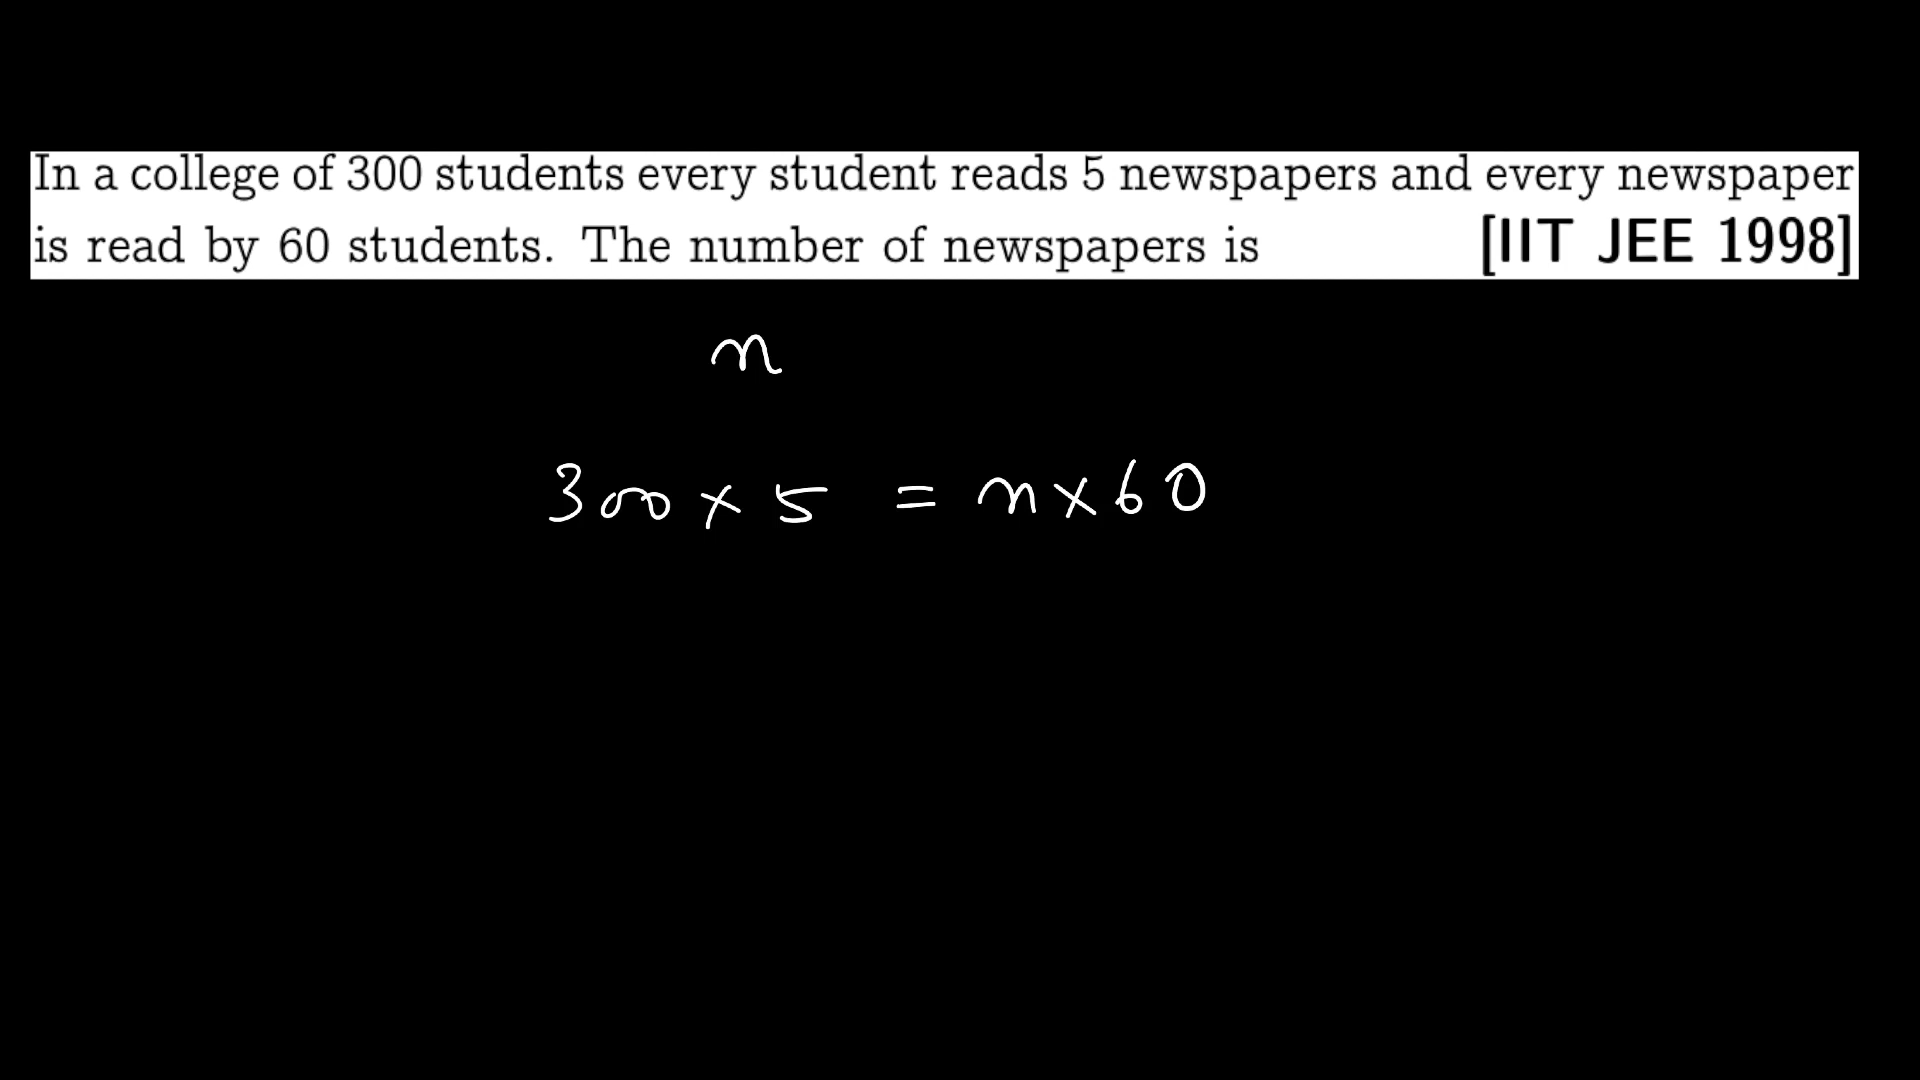 In a college of 300 students every student reads 5 newspapers and every newspaper
is read by 60 students. The number of newspapers is [IIT JEE 1998]
n
300 × 5 = n × 60